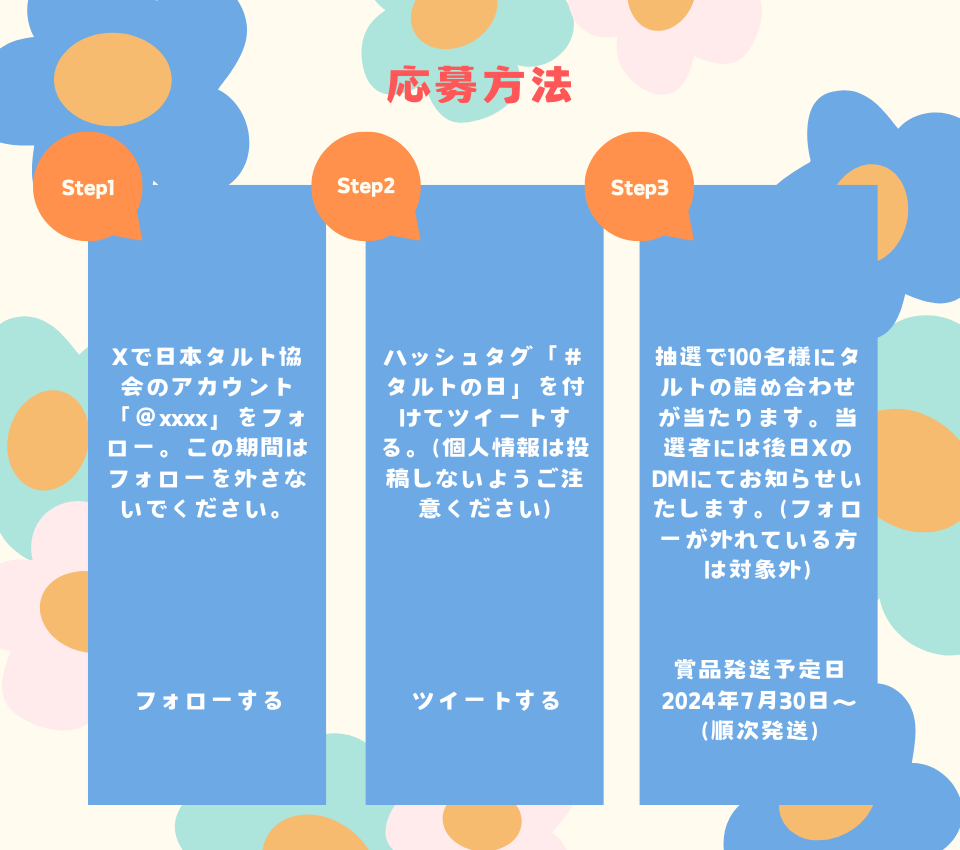 応募方法
Step1
Xで日本タルト協
会のアカウント
「＠xxxx」をフォ
ロー。この期間は
フォローを外さな
いでください。
フォローする
Step2
ハッシュタグ「＃
タルトの日」を付
けてツイートす
る。(個人情報は投
稿しないようご注
意ください)
ツイートする
Step3
抽選で100名様にタ
ルトの詰め合わせ
が当たります。当
選者には後日Xの
DMにてお知らせい
たします。(フォロ
ーが外れている方
は対象外)
賞品発送予定日
2024年7月30日～
(順次発送)